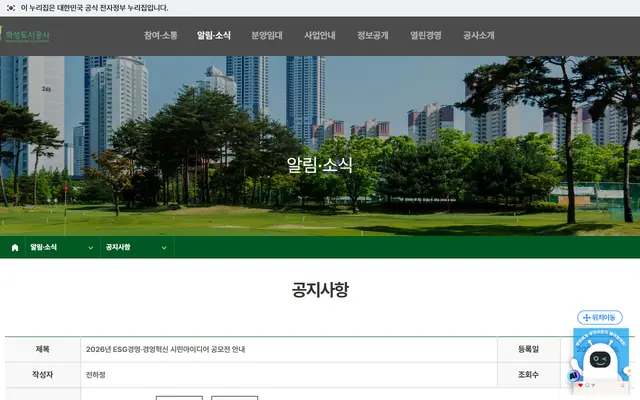 이 누리집은 대한민국 공식 전자정부 누리집입니다.
화성도시공사
참여·소통 알림·소식 분양임대 사업안내 정보공개 열린경영 공사소개
알림·소식
알림·소식 공지사항
공지사항
위치이동
제목 2026년 ESG경영·경영혁신 시민아이디어 공모전 안내 등록일
작성자 전하정 조회수